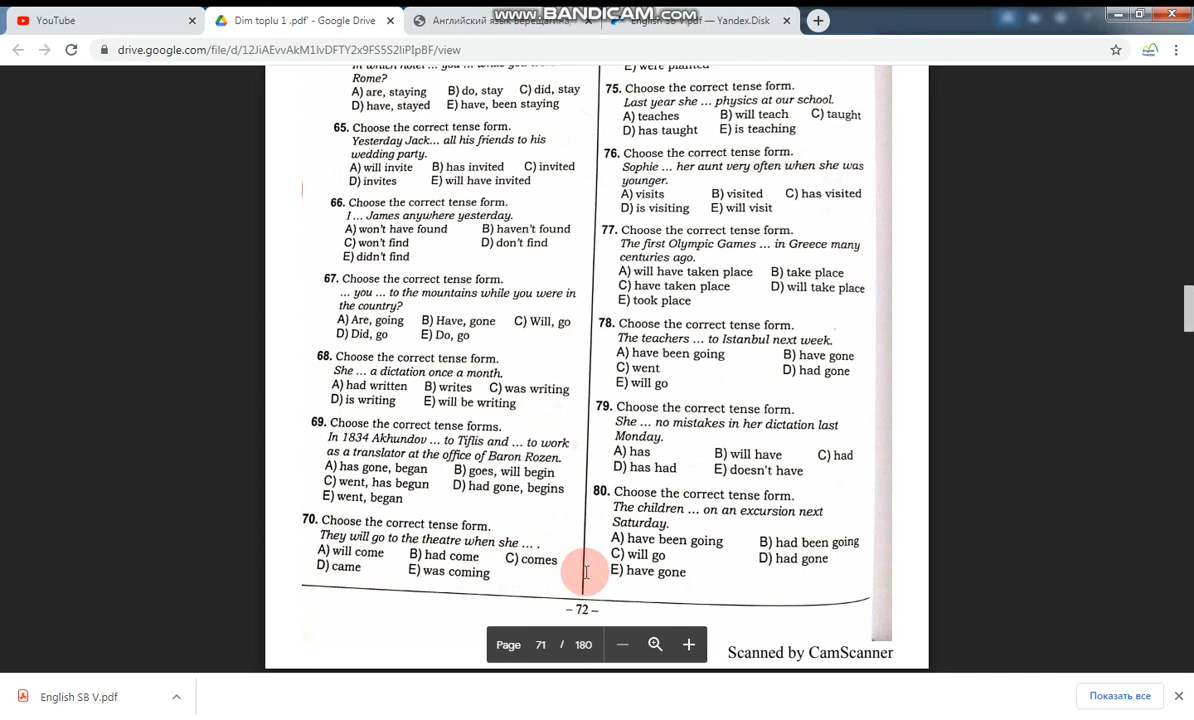 YouTube
Dim toplu 1 .pdf - Google Drive
Английский язык Верещагина,
English SB V.pdf — Yandex.Disk
www.BANDICAM.com
drive.google.com/file/d/12JiAEvvAkM1lvDFTY2x9FS5S2liPIpBF/view
Rome?
A) are, staying B) do, stay C) did, stay
D) have, stayed E) have, been staying
65. Choose the correct tense form.
Yesterday Jack... all his friends to his
wedding party.
A) will invite B) has invited C) invited
D) invites E) will have invited
66. Choose the correct tense form.
I ... James anywhere yesterday.
A) won't have found B) haven't found
C) won't find D) don't find
E) didn't find
67. Choose the correct tense form.
... you ... to the mountains while you were in
the country?
A) Are, going B) Have, gone C) Will, go
D) Did, go E) Do, go
68. Choose the correct tense form.
She ... a dictation once a month.
A) had written B) writes C) was writing
D) is writing E) will be writing
69. Choose the correct tense forms.
In 1834 Akhundov ... to Tiflis and ... to work
as a translator at the office of Baron Rozen.
A) has gone, began B) goes, will begin
C) went, has begun D) had gone, begins
E) went, began
70. Choose the correct tense form.
They will go to the theatre when she ... .
A) will come B) had come C) comes
D) came E) was coming
E) were planted
75. Choose the correct tense form.
Last year she ... physics at our school.
A) teaches B) will teach C) taught
D) has taught E) is teaching
76. Choose the correct tense form.
Sophie ... her aunt very often when she was
younger.
A) visits B) visited C) has visited
D) is visiting E) will visit
77. Choose the correct tense form.
The first Olympic Games ... in Greece many
centuries ago.
A) will have taken place B) take place
C) have taken place D) will take place
E) took place
78. Choose the correct tense form.
The teachers ... to Istanbul next week.
A) have been going B) have gone
C) went D) had gone
E) will go
79. Choose the correct tense form.
She ... no mistakes in her dictation last
Monday.
A) has B) will have C) had
D) has had E) doesn't have
80. Choose the correct tense form.
The children ... on an excursion next
Saturday.
A) have been going B) had been going
C) will go D) had gone
E) have gone
– 72 –
Page 71 / 180
Scanned by CamScanner
English SB V.pdf
Показать все